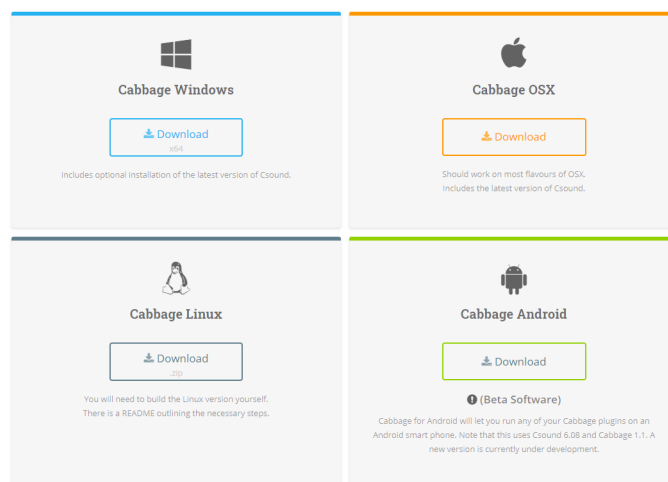 Cabbage Windows
Download
x64
Includes optional installation of the latest version of Csound.
Cabbage OSX
Download
Should work on most flavours of OSX.
Includes the latest version of Csound.
Cabbage Linux
Download
.zip
You will need to build the Linux version yourself.
There is a README outlining the necessary steps.
Cabbage Android
Download
(Beta Software)
Cabbage for Android will let you run any of your Cabbage plugins on an
Android smart phone. Note that this uses Csound 6.08 and Cabbage 1.1. A
new version is currently under development.